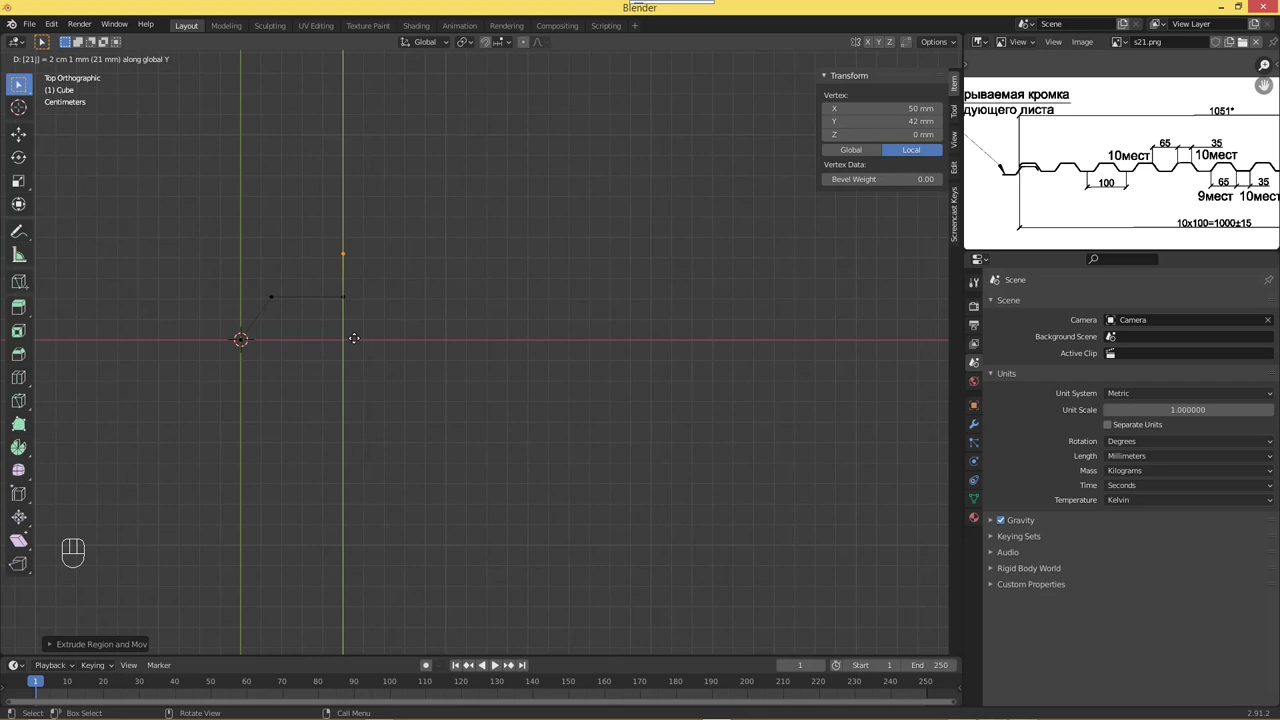 Blender
File Edit Window Help Layout Modeling Sculpting UV Editing Texture Paint Shading Animation Rendering Compositing Scripting + Scene View Layer
Global X Y Z Options View View Image s21.png
D: [21|] = 2 cm 1 mm (21 mm) along global Y
Top Orthographic
(1) Cube
Centimeters
Transform
Vertex:
X 50 mm
Y 42 mm
Z 0 mm
Global Local
Vertex Data:
Bevel Weight 0.00
Item
Tool
View
Edit
Screencast Keys
рываемая кромка
дующего листа
1051*
65 35
10мест 10мест
100 65 35
9мест 10мест
10x100=1000±15
Scene
Scene
Camera Camera
Background Scene
Active Clip
Units
Unit System Metric
Unit Scale 1.000000
Separate Units
Rotation Degrees
Length Millimeters
Mass Kilograms
Time Seconds
Temperature Kelvin
Gravity
Keying Sets
Audio
Rigid Body World
Custom Properties
Extrude Region and Mov
Playback Keying View Marker 1 Start 1 End 250
1 10 20 30 40 50 60 70 80 90 100 110 120 130 140 150 160 170 180 190 200 210 220 230 240 250
Select Box Select Rotate View Call Menu 2.91.2